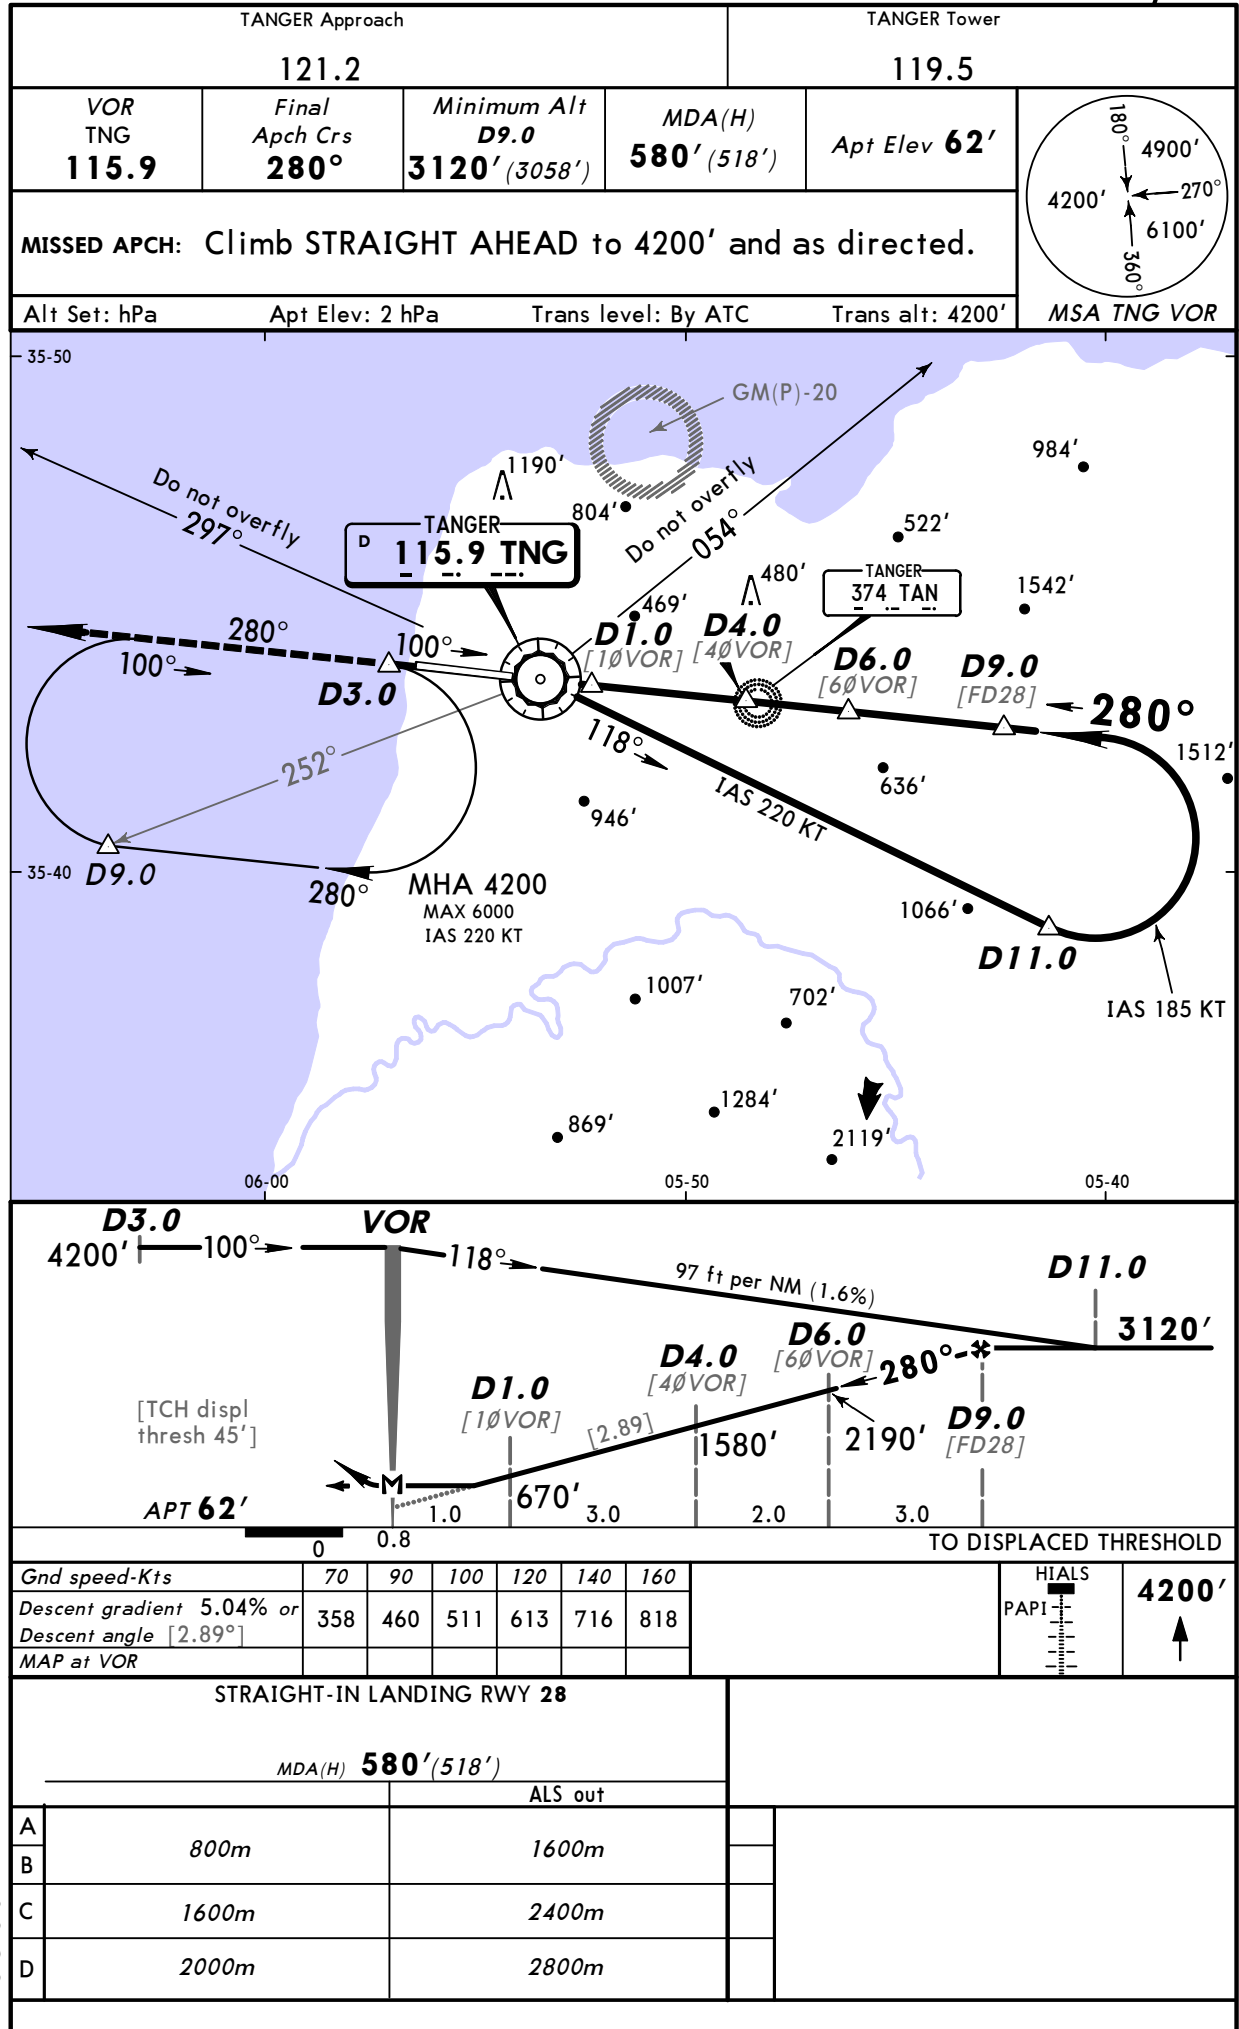 TANGER Approach
121.2
TANGER Tower
119.5
VOR
TNG
115.9
Final
Apch Crs
280°
Minimum Alt
D9.0
3120' (3058')
MDA(H)
580' (518')
Apt Elev 62'
MISSED APCH: Climb STRAIGHT AHEAD to 4200' and as directed.
Alt Set: hPa Apt Elev: 2 hPa Trans level: By ATC Trans alt: 4200'
180°
4900'
4200'
270°
6100'
360°
MSA TNG VOR
35-50
GM(P)-20
984'
1190'
Do not overfly
297°
804'
Do not overfly
054°
522'
TANGER
D 115.9 TNG
480'
TANGER
374 TAN
1542'
469'
280°
100°
100°
D1.0
[1ØVOR]
D4.0
[4ØVOR]
D6.0
[6ØVOR]
D9.0
[FD28]
D3.0
280°
118°
1512'
252°
IAS 220 KT
636'
946'
35-40
D9.0
280°
MHA 4200
MAX 6000
IAS 220 KT
1066'
D11.0
1007'
702'
IAS 185 KT
1284'
869'
2119'
06-00
05-50
05-40
D3.0
VOR
4200'
100°
118°
97 ft per NM (1.6%)
D11.0
3120'
D6.0
[6ØVOR]
D4.0
[4ØVOR]
280°
D1.0
[1ØVOR]
[TCH displ
thresh 45']
[2.89]
1580'
2190'
D9.0
[FD28]
M
670'
APT 62'
1.0
3.0
2.0
3.0
0
0.8
TO DISPLACED THRESHOLD
Gnd speed-Kts 70 90 100 120 140 160
Descent gradient 5.04% or
Descent angle [2.89°]
358 460 511 613 716 818
MAP at VOR
HIALS
PAPI
4200'
STRAIGHT-IN LANDING RWY 28
MDA(H) 580' (518')
ALS out
A
B
800m 1600m
C 1600m 2400m
D 2000m 2800m